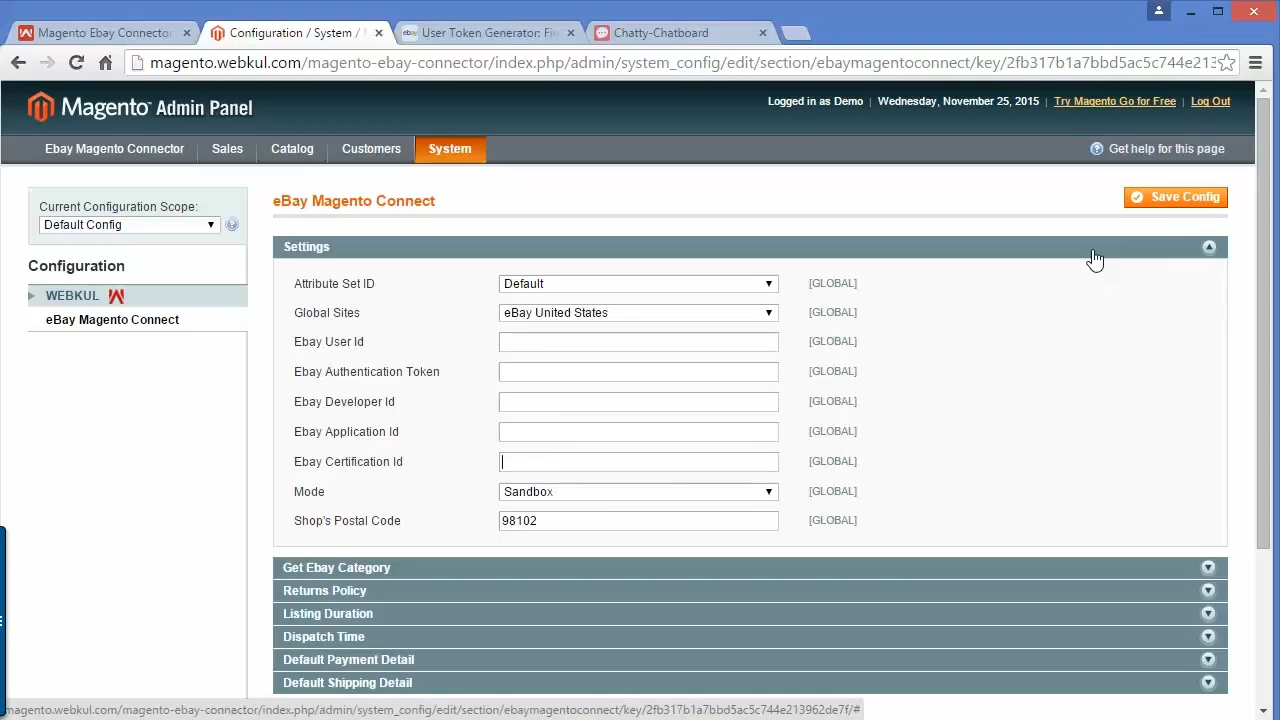 Magento Ebay Connector
Configuration / System /
User Token Generator: Fi
Chatty-Chatboard
magento.webkul.com/magento-ebay-connector/index.php/admin/system_config/edit/section/ebaymagentoconnect/key/2fb317b1a7bbd5ac5c744e213
Magento Admin Panel
Logged in as Demo | Wednesday, November 25, 2015 | Try Magento Go for Free | Log Out
Ebay Magento Connector
Sales
Catalog
Customers
System
Get help for this page
Current Configuration Scope:
Default Config
Configuration
WEBKUL
eBay Magento Connect
eBay Magento Connect
Save Config
Settings
Attribute Set ID Default [GLOBAL]
Global Sites eBay United States [GLOBAL]
Ebay User Id [GLOBAL]
Ebay Authentication Token [GLOBAL]
Ebay Developer Id [GLOBAL]
Ebay Application Id [GLOBAL]
Ebay Certification Id [GLOBAL]
Mode Sandbox [GLOBAL]
Shop's Postal Code 98102 [GLOBAL]
Get Ebay Category
Returns Policy
Listing Duration
Dispatch Time
Default Payment Detail
Default Shipping Detail
magento.webkul.com/magento-ebay-connector/index.php/admin/system_config/edit/section/ebaymagentoconnect/key/2fb317b1a7bbd5ac5c744e213962de7f/#